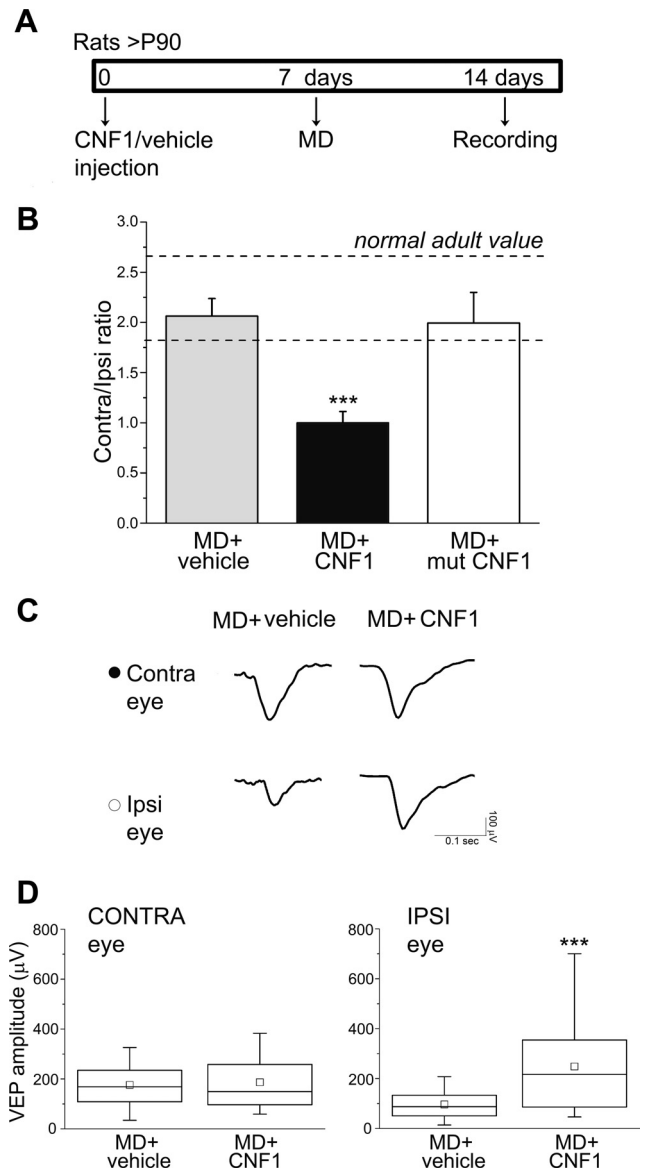 A
Rats >P90
0 7 days 14 days
CNF1/vehicle
injection
MD
Recording
B
normal adult value
Contra/Ipsi ratio
3.0
2.5
2.0
1.5
1.0
0.5
0.0
***
MD+
vehicle
MD+
CNF1
MD+
mut CNF1
C
MD+vehicle MD+CNF1
Contra
eye
Ipsi
eye
100 µV
0.1 sec
D
CONTRA
eye
VEP amplitude (µV)
800
600
400
200
0
MD+
vehicle
MD+
CNF1
IPSI
eye
800
600
400
200
0
***
MD+
vehicle
MD+
CNF1